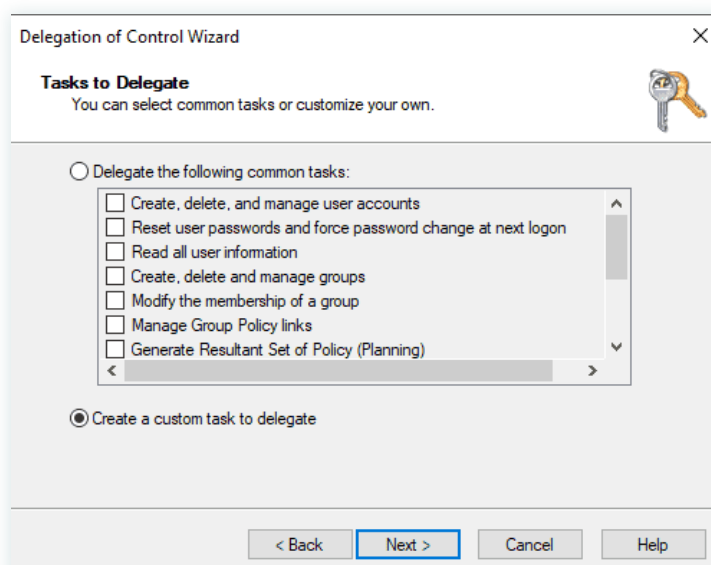 Delegation of Control Wizard
Tasks to Delegate
You can select common tasks or customize your own.
Delegate the following common tasks:
Create, delete, and manage user accounts
Reset user passwords and force password change at next logon
Read all user information
Create, delete and manage groups
Modify the membership of a group
Manage Group Policy links
Generate Resultant Set of Policy (Planning)
Create a custom task to delegate
< Back Next > Cancel Help